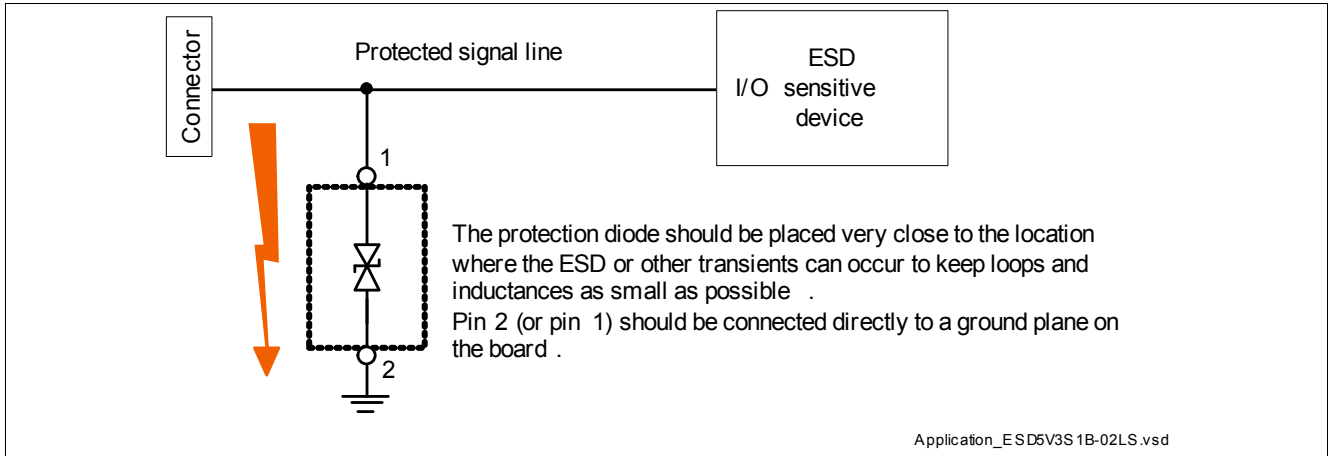 Connector
Protected signal line
ESD
I/O sensitive
device
1
The protection diode should be placed very close to the location
where the ESD or other transients can occur to keep loops and
inductances as small as possible .
Pin 2 (or pin 1) should be connected directly to a ground plane on
the board .
2
Application_ESD5V3S1B-02LS.vsd